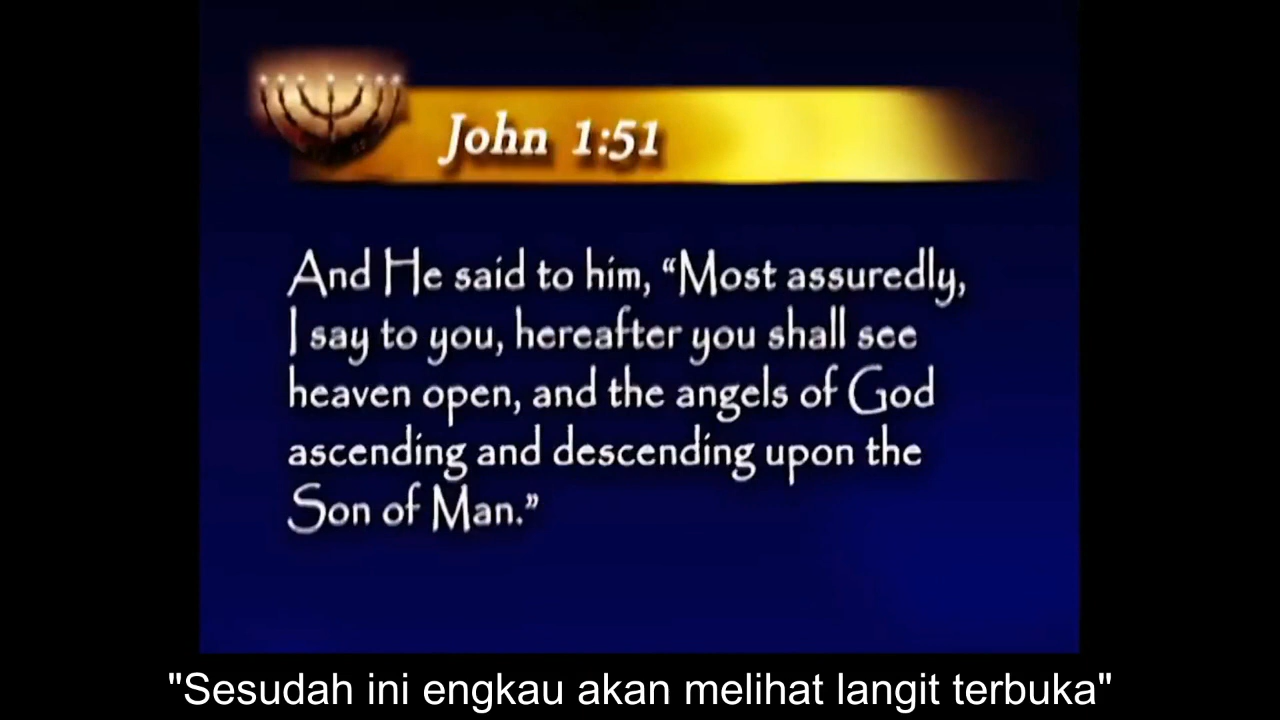 John 1:51
And He said to him, “Most assuredly,
I say to you, hereafter you shall see
heaven open, and the angels of God
ascending and descending upon the
Son of Man.”
"Sesudah ini engkau akan melihat langit terbuka"